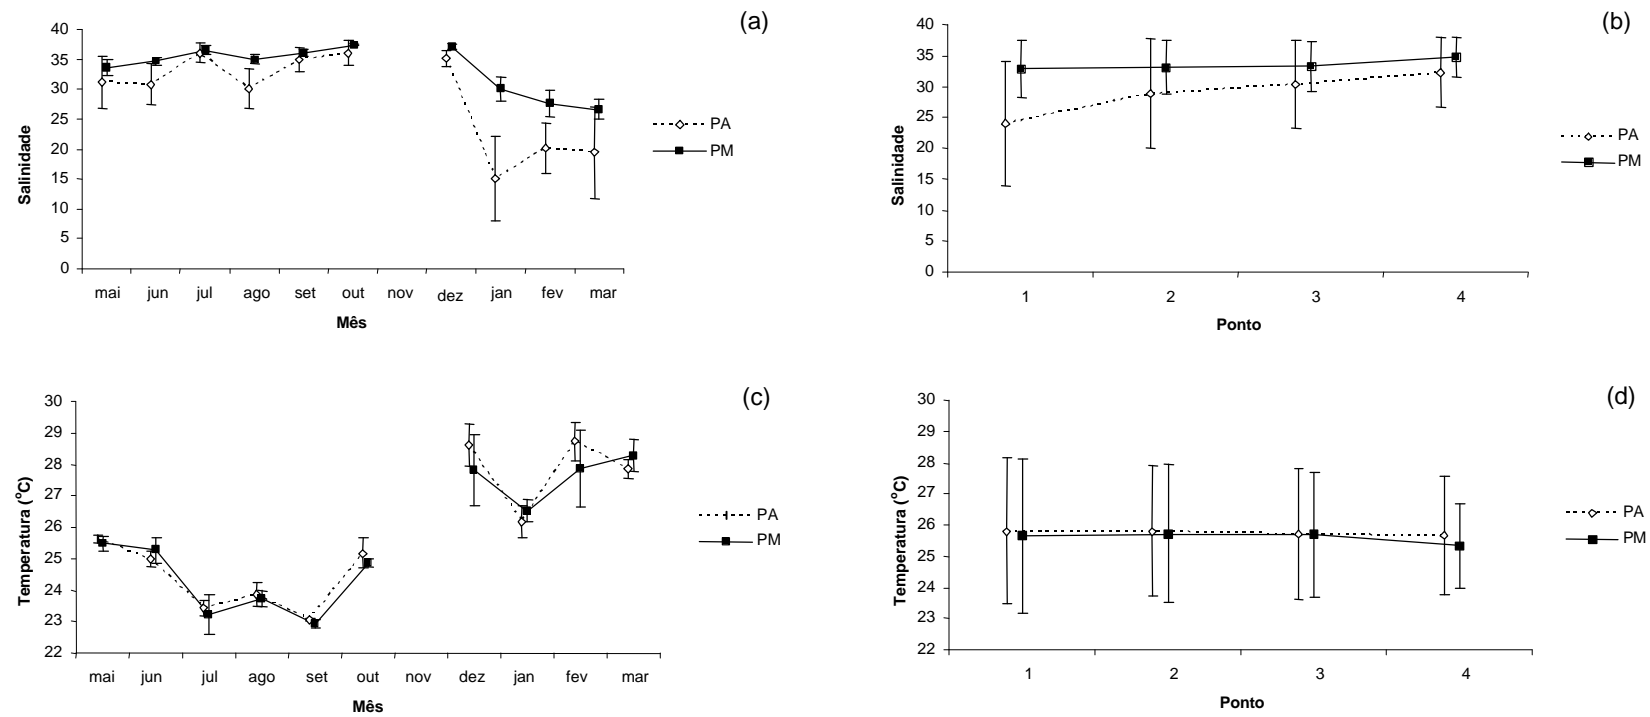 (a)
40
35
30
25
20
15
10
5
0
Salinidade
mai jun jul ago set out nov dez jan fev mar
Mês
PA
PM
(b)
40
35
30
25
20
15
10
5
0
Salinidade
1 2 3 4
Ponto
PA
PM
(c)
30
29
28
27
26
25
24
23
22
Temperatura (°C)
mai jun jul ago set out nov dez jan fev mar
Mês
PA
PM
(d)
30
29
28
27
26
25
24
23
22
Temperatura (°C)
1 2 3 4
Ponto
PA
PM